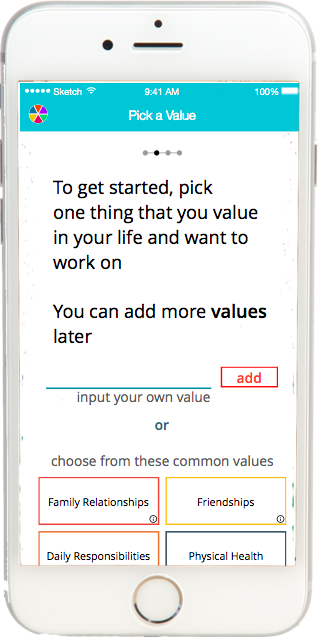 Sketch 9:41 AM 100%
Pick a Value
To get started, pick
one thing that you value
in your life and want to
work on
You can add more values
later
add
input your own value
or
choose from these common values
Family Relationships Friendships
Daily Responsibilities Physical Health